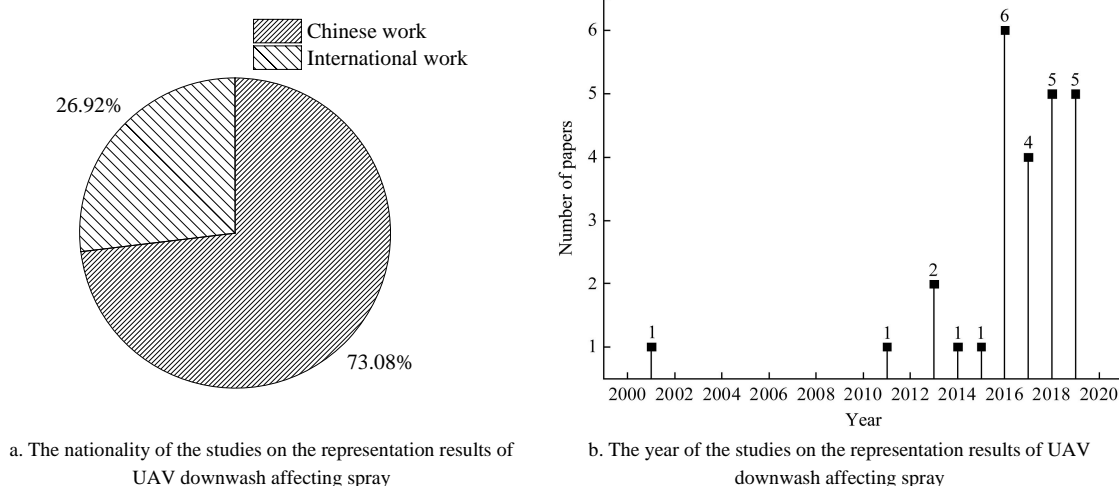 Chinese work
International work
26.92%
73.08%
a. The nationality of the studies on the representation results of
UAV downwash affecting spray
Number of papers
6
5
4
3
2
1
1
1
2
1
1
6
4
5
5
2000 2002 2004 2006 2008 2010 2012 2014 2016 2018 2020
Year
b. The year of the studies on the representation results of UAV
downwash affecting spray